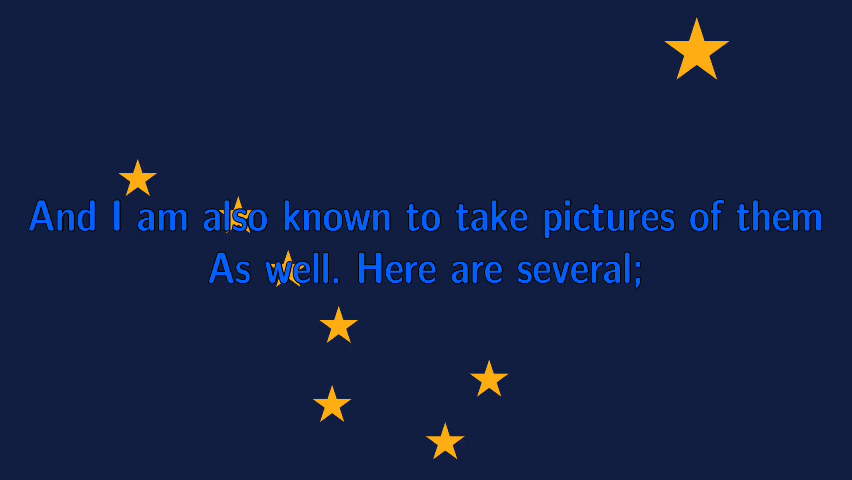 And I am also known to take pictures of them
As well. Here are several;